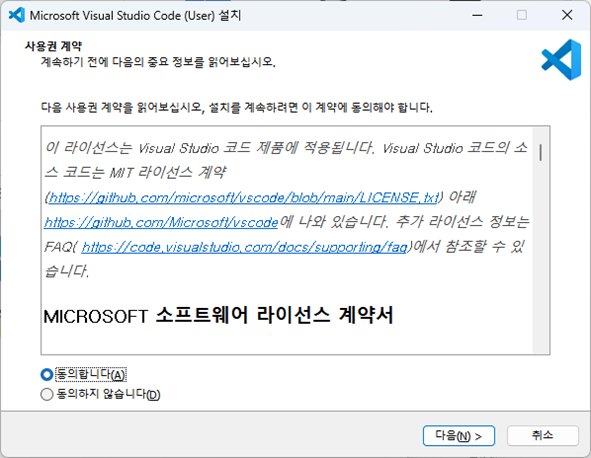 Microsoft Visual Studio Code (User) 설치
사용권 계약
계속하기 전에 다음의 중요 정보를 읽어보십시오.
다음 사용권 계약을 읽어보십시오, 설치를 계속하려면 이 계약에 동의해야 합니다.
이 라이선스는 Visual Studio 코드 제품에 적용됩니다. Visual Studio 코드의 소
스 코드는 MIT 라이선스 계약
(https://github.com/microsoft/vscode/blob/main/LICENSE.txt) 아래
https://github.com/Microsoft/vscode에 나와 있습니다. 추가 라이선스 정보는
FAQ( https://code.visualstudio.com/docs/supporting/faq)에서 참조할 수 있
습니다.
MICROSOFT 소프트웨어 라이선스 계약서
동의합니다(A)
동의하지 않습니다(D)
다음(N) >
취소